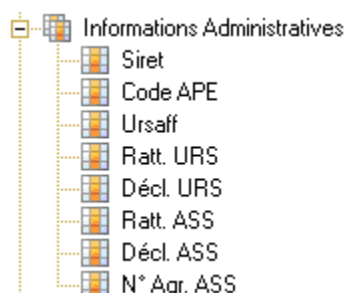 Informations Administratives
Siret
Code APE
Ursaff
Ratt. URS
Décl. URS
Ratt. ASS
Décl. ASS
N° Agr. ASS